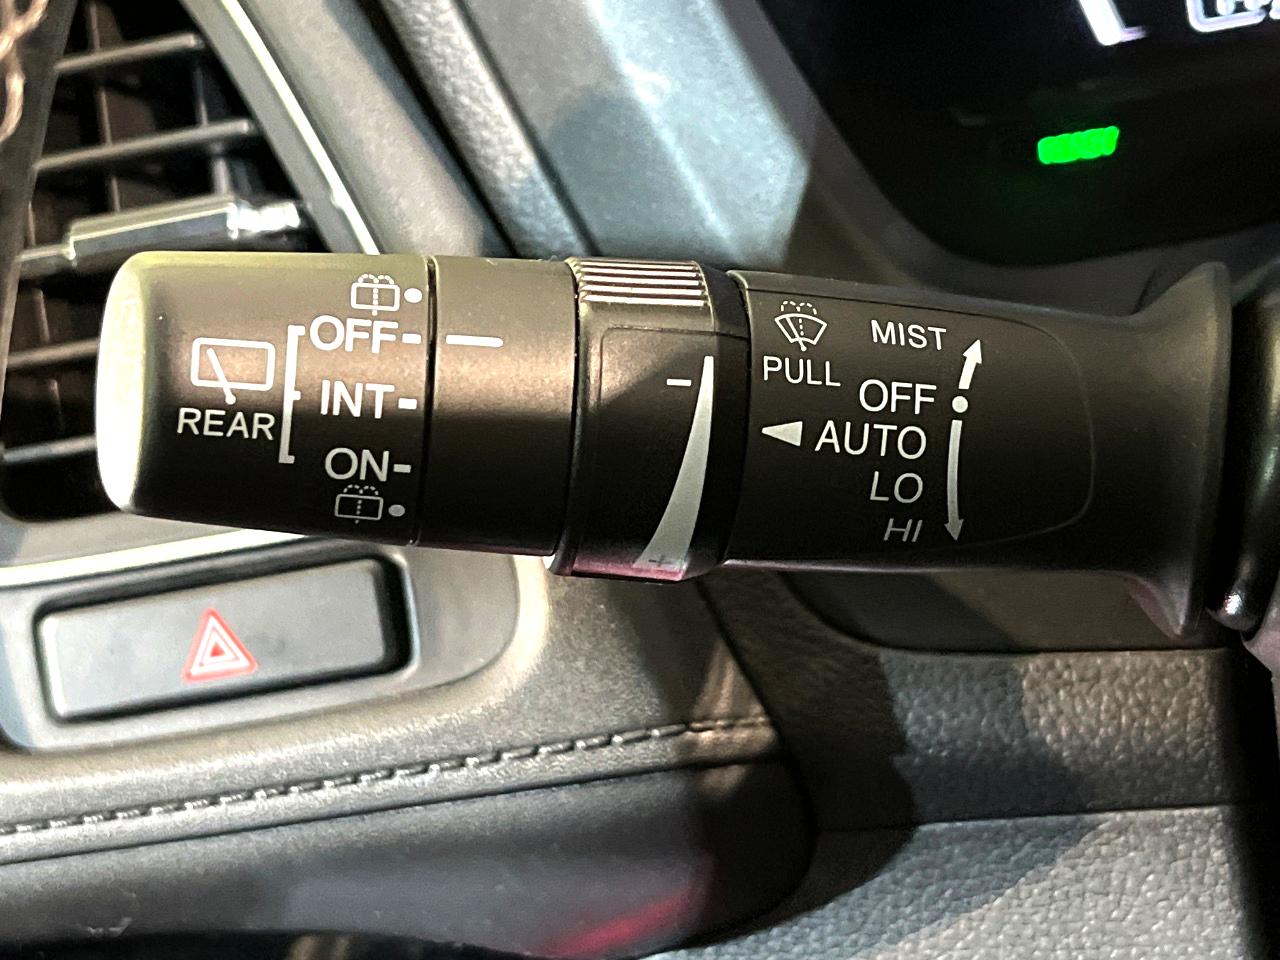 OFF
INT
ON
REAR
PULL
MIST
OFF
AUTO
LO
HI